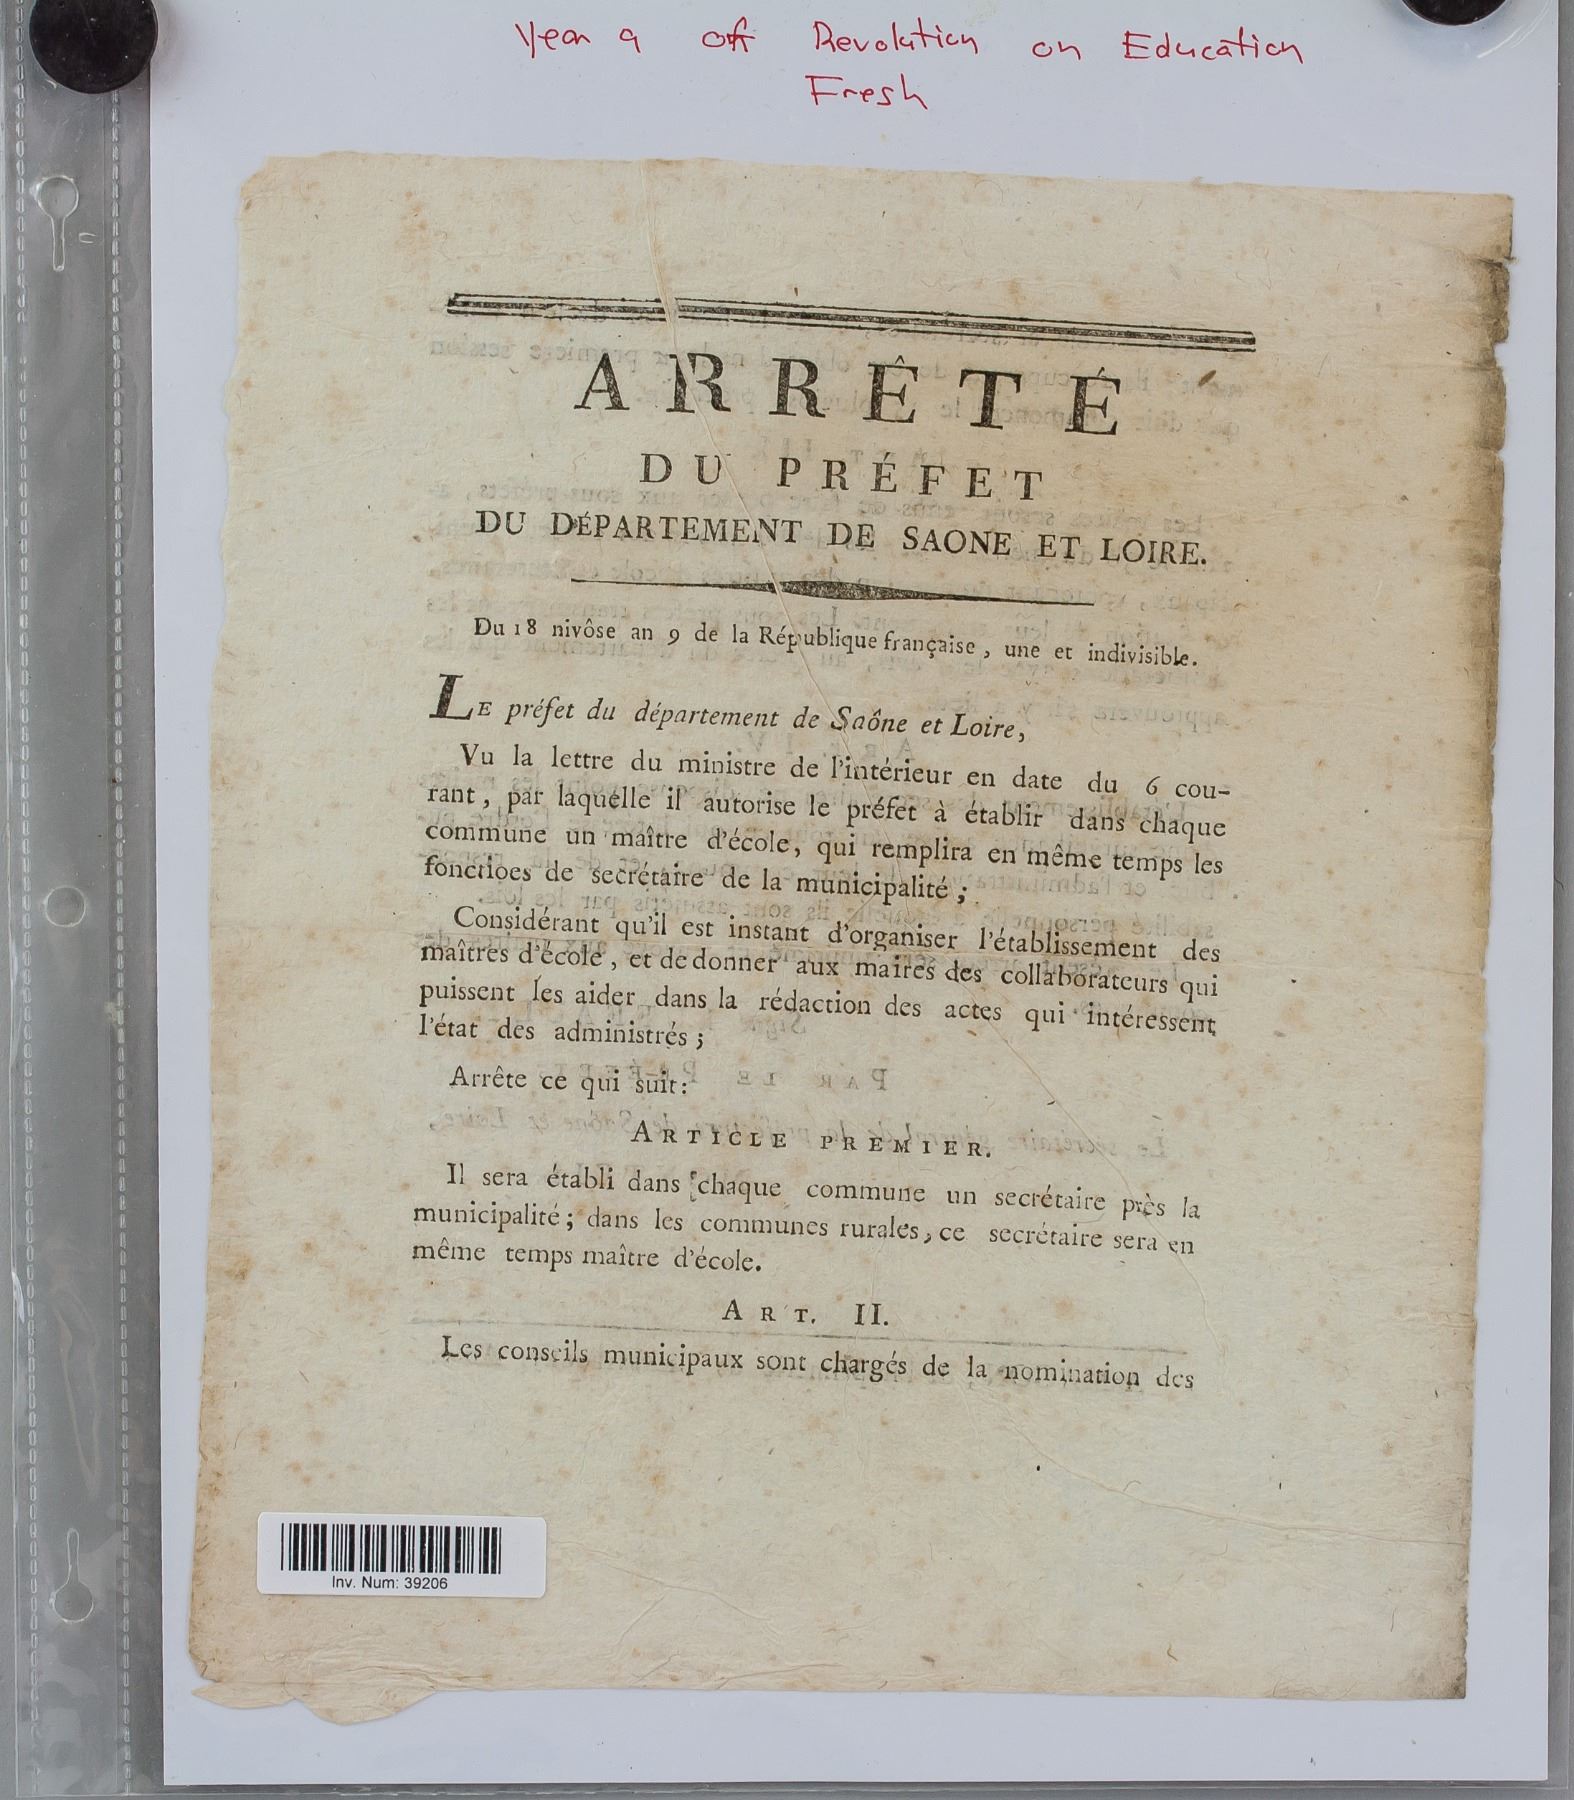 Year 9 off Revolution on Education
Fresh
ARRÊTÉ
DU PRÉFET
DU DÉPARTEMENT DE SAONE ET LOIRE.
Du 18 nivôse an 9 de la République française, une et indivisible.
LE préfet du département de Saône et Loire,
Vu la lettre du ministre de l'intérieur en date du 6 cou-
rant, par laquelle il autorise le préfet à établir dans chaque
commune un maître d'école, qui remplira en même temps les
fonctioes de secrétaire de la municipalité;
Considérant qu'il est instant d'organiser l'établissement des
maîtres d'école, et de donner aux maires des collaborateurs qui
puissent les aider dans la rédaction des actes qui intéressent
l'état des administrés;
Arrête ce qui suit:
ARTICLE PREMIER.
Il sera établi dans chaque commune un secrétaire près la
municipalité; dans les communes rurales, ce secrétaire sera en
même temps maître d'école.
ART. II.
Les conseils municipaux sont chargés de la nomination des
Inv. Num: 39206